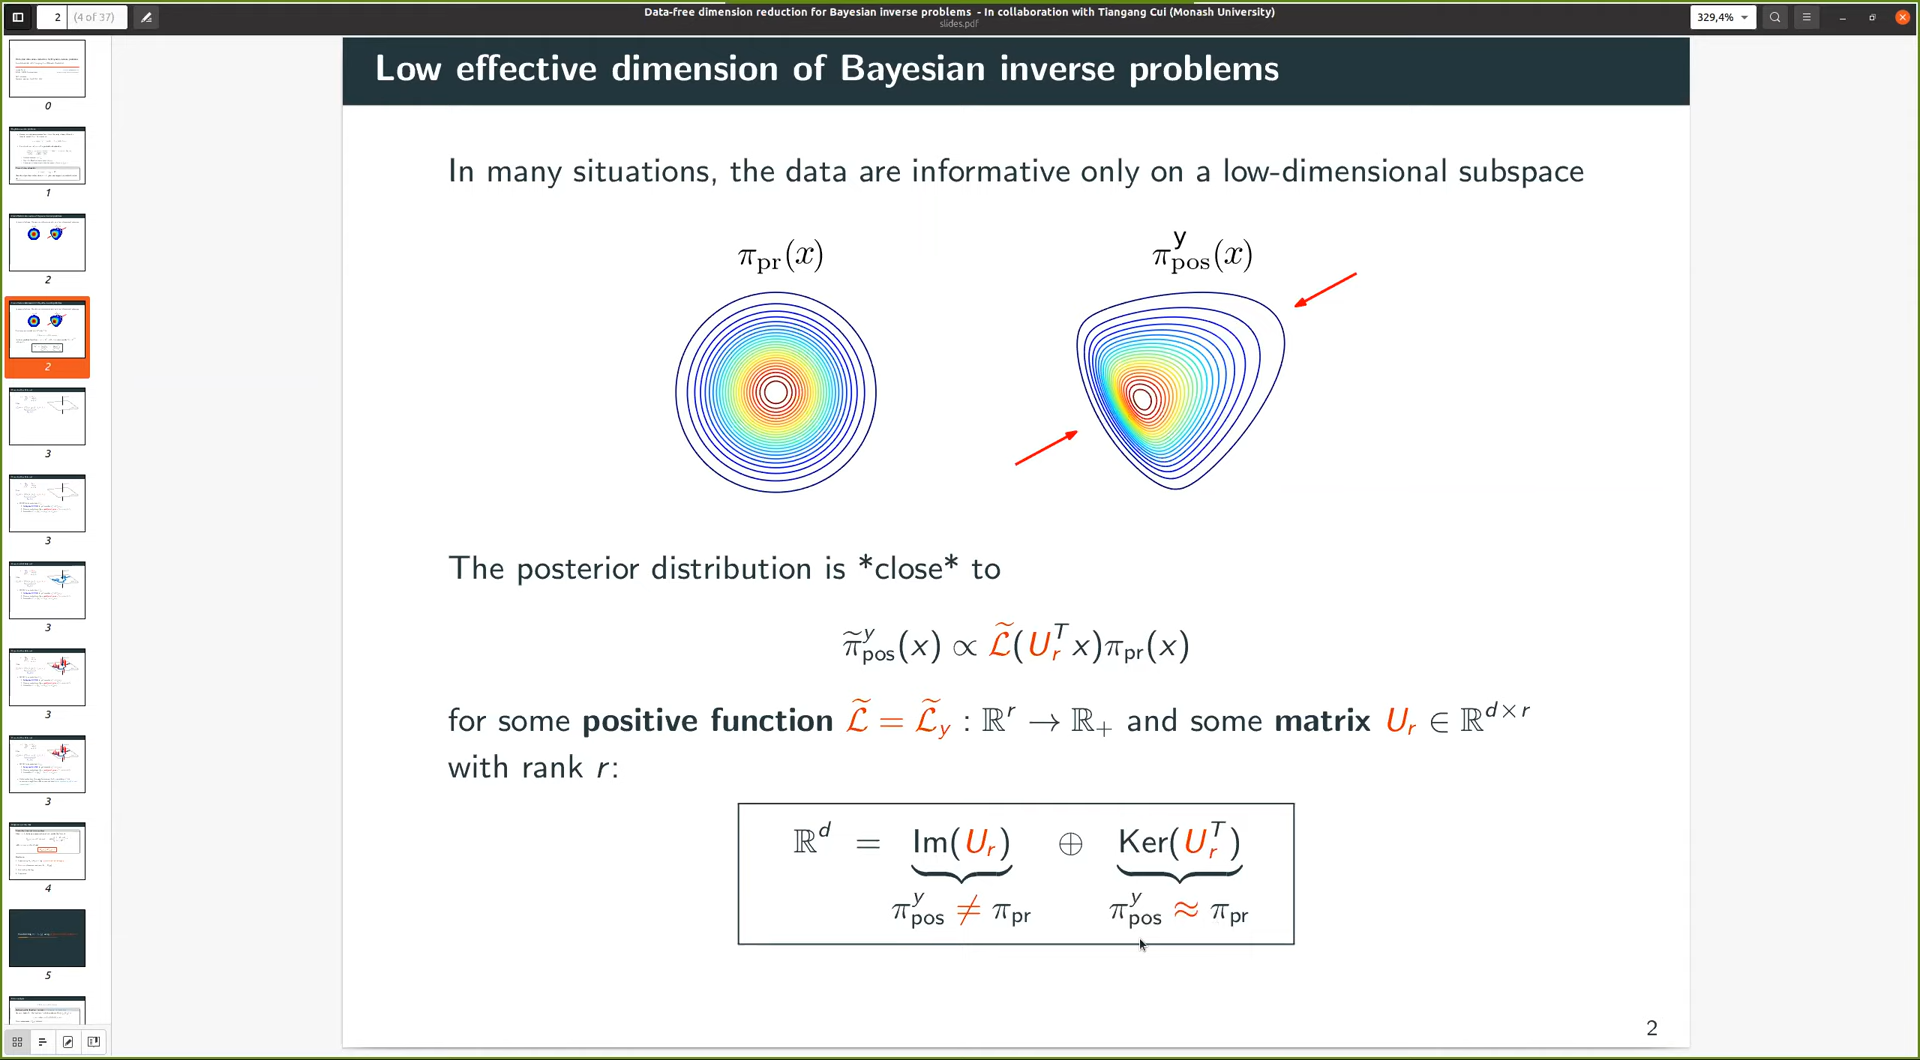 2 (4 of 37)
Data-free dimension reduction for Bayesian inverse problems - In collaboration with Tiangang Cui (Monash University)
slides.pdf
329,4%
0
1
2
2
3
3
3
3
3
4
5
Low effective dimension of Bayesian inverse problems
In many situations, the data are informative only on a low-dimensional subspace
π_pr(x) π_pos^y(x)
The posterior distribution is *close* to
π̃_pos^y(x) ∝ ℒ̃(U_r^T x)π_pr(x)
for some positive function ℒ̃ = ℒ̃_y : ℝ^r → ℝ_+ and some matrix U_r ∈ ℝ^{d×r}
with rank r:
ℝ^d = Im(U_r) ⊕ Ker(U_r^T)
π_pos^y ≠ π_pr π_pos^y ≈ π_pr
2